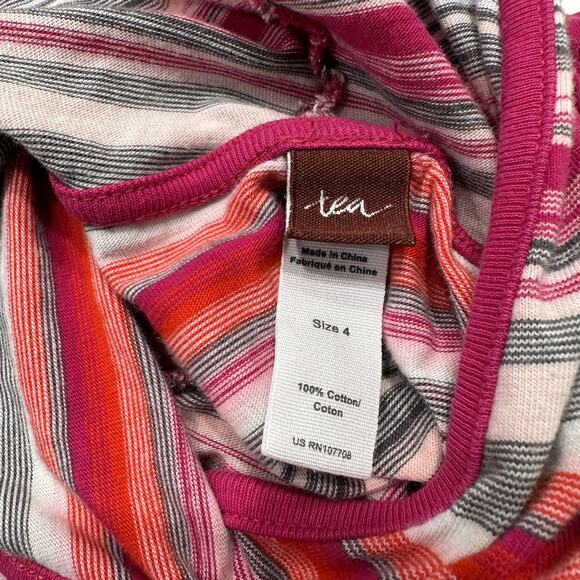 tea
Made in China
Fabriqué en Chine
Size 4
100% Cotton/
Coton
US RN107708